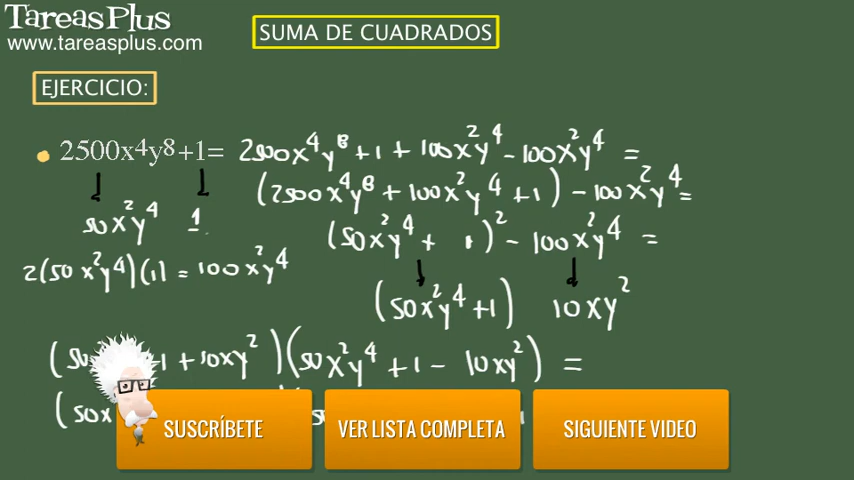 TareasPlus
www.tareasplus.com
SUMA DE CUADRADOS
EJERCICIO:
2500x4y8+1= 2500x⁴y⁸ + 1 + 100x²y⁴ - 100x²y⁴ =
(2500x⁴y⁸ + 100x²y⁴ + 1) - 100x²y⁴ =
50x²y⁴ 1
(50x²y⁴ + 1)² - 100x²y⁴ =
2(50x²y⁴)(1) = 100x²y⁴
(50x²y⁴ + 1) 10xy²
(50 1 + 10xy²)(50x²y⁴ + 1 - 10xy²) =
(50x
SUSCRÍBETE VER LISTA COMPLETA SIGUIENTE VIDEO